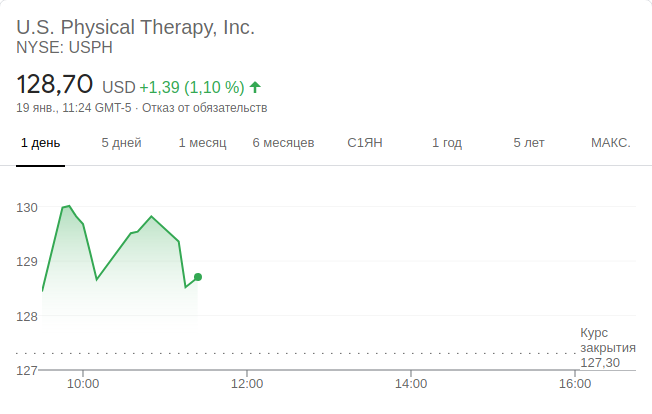 U.S. Physical Therapy, Inc.
NYSE: USPH
128,70 USD +1,39 (1,10 %)
19 янв., 11:24 GMT-5 · Отказ от обязательств
1 день 5 дней 1 месяц 6 месяцев С1ЯН 1 год 5 лет МАКС.
130
129
128
Курс
закрытия
127,30
127
10:00 12:00 14:00 16:00